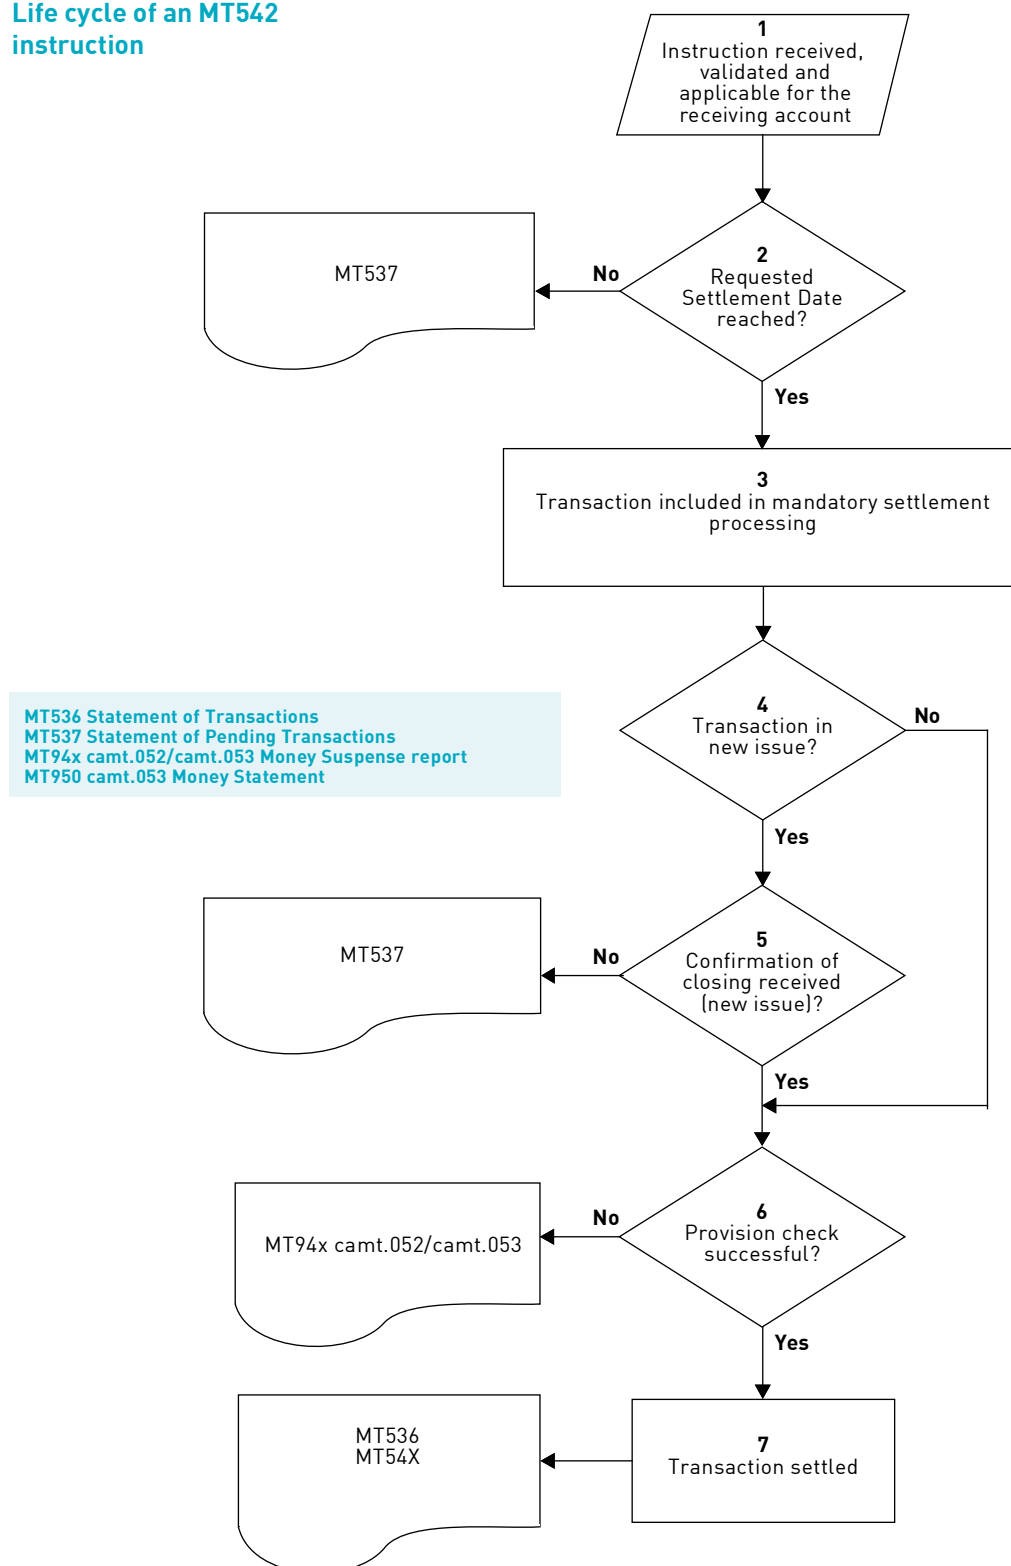 Life cycle of an MT542
instruction
1
Instruction received,
validated and
applicable for the
receiving account
2
Requested
Settlement Date
reached?
No
MT537
Yes
3
Transaction included in mandatory settlement
processing
MT536 Statement of Transactions
MT537 Statement of Pending Transactions
MT94x camt.052/camt.053 Money Suspense report
MT950 camt.053 Money Statement
4
Transaction in
new issue?
No
Yes
5
Confirmation of
closing received
(new issue)?
No
MT537
Yes
6
Provision check
successful?
No
MT94x camt.052/camt.053
Yes
7
Transaction settled
MT536
MT54X